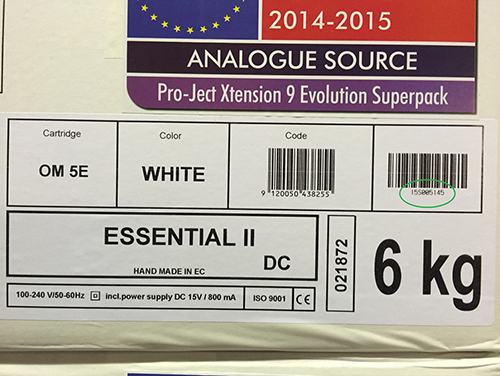 2014-2015
ANALOGUE SOURCE
Pro-Ject Xtension 9 Evolution Superpack
Cartridge
OM 5E
Color
WHITE
Code
9 120050 438255
15S005145
ESSENTIAL II
DC
HAND MADE IN EC
021872
6 kg
100-240 V/50-60Hz
incl.power supply DC 15V / 800 mA
ISO 9001
CE